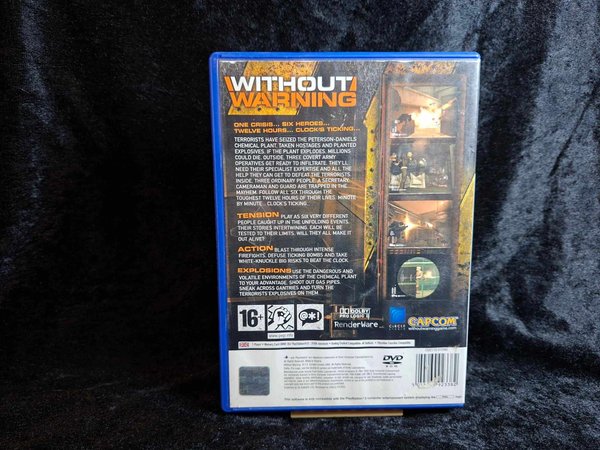 WITHOUT
WARNING
ONE CRISIS... SIX HEROES...
TWELVE HOURS... CLOCK'S TICKING...
TERRORISTS HAVE SEIZED THE PETERSON-DANIELS
CHEMICAL PLANT, TAKEN HOSTAGES AND PLANTED
EXPLOSIVES. IF THE PLANT EXPLODES, MILLIONS
COULD DIE. OUTSIDE, THREE COVERT ARMY
OPERATIVES GET READY TO INFILTRATE. THEY'LL
NEED THEIR SPECIALIST EXPERTISE AND ALL THE
HELP THEY CAN GET TO DEFEAT THE TERRORISTS.
INSIDE, THREE ORDINARY PEOPLE, A SECRETARY,
CAMERAMAN AND GUARD ARE TRAPPED IN THE
MAYHEM. FOLLOW ALL SIX THROUGH THE
TOUGHEST TWELVE HOURS OF THEIR LIVES. MINUTE
BY MINUTE... CLOCK'S TICKING.
TENSION PLAY AS SIX VERY DIFFERENT
PEOPLE CAUGHT UP IN THE UNFOLDING EVENTS,
THEIR STORIES INTERTWINING. EACH WILL BE
TESTED TO THEIR LIMITS. WILL THEY ALL MAKE IT
OUT ALIVE?
ACTION BLAST THROUGH INTENSE
FIREFIGHTS, DEFUSE TICKING BOMBS AND TAKE
WHITE-KNUCKLE BIG RISKS TO BEAT THE CLOCK.
EXPLOSIONS USE THE DANGEROUS AND
VOLATILE ENVIRONMENTS OF THE CHEMICAL PLANT
TO YOUR ADVANTAGE. SHOOT OUT GAS PIPES,
SNEAK ACROSS GANTRIES AND TURN THE
TERRORISTS EXPLOSIVES ON THEM.
16+
www.pegi.info
@*!
DOLBY
PRO LOGIC II
RenderWare
CIRCLE
CAPCOM
withoutwarninggame.com
DVD